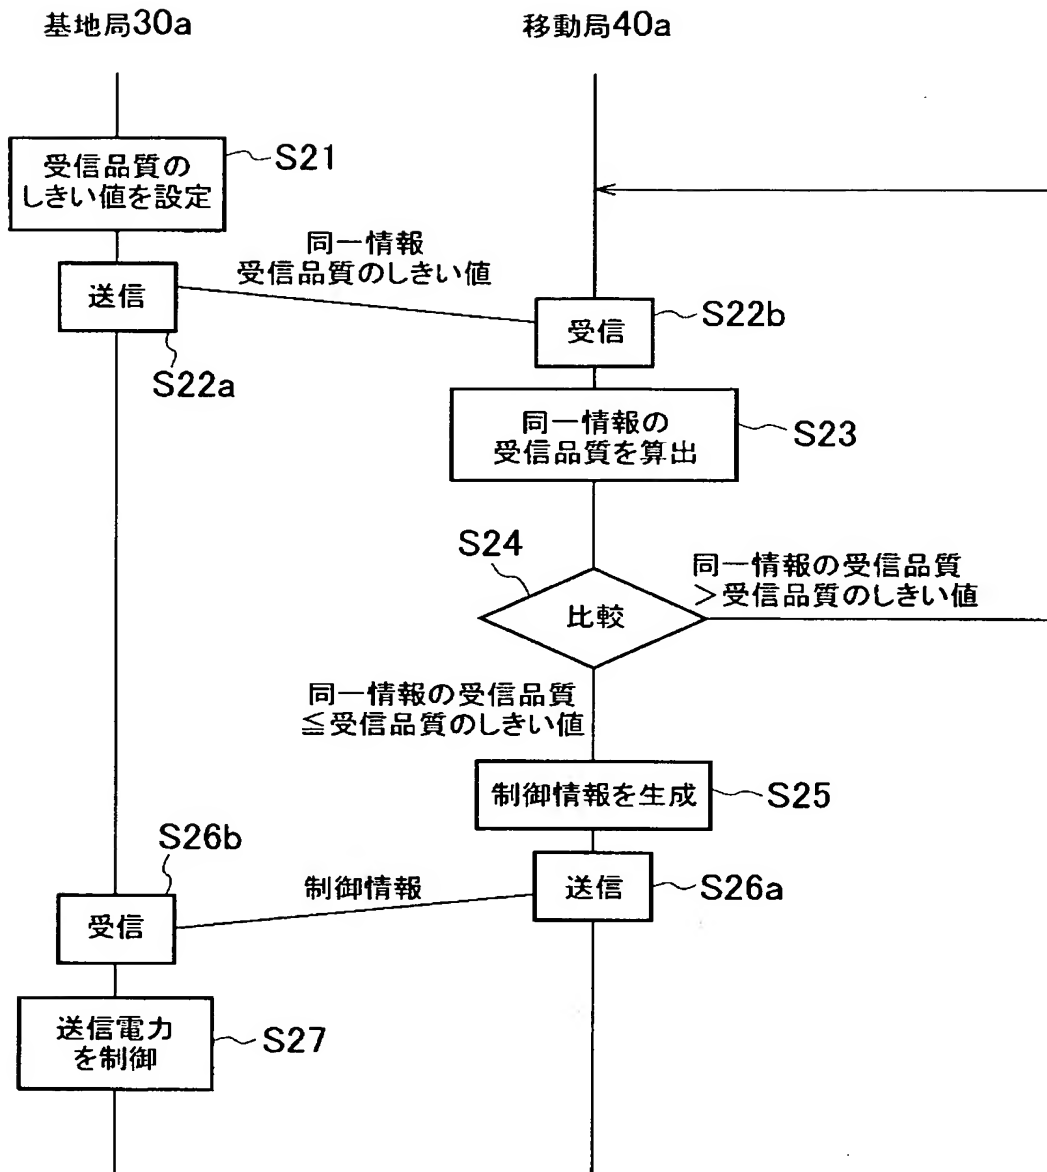 基地局30a
移動局40a
受信品質の
しきい値を設定
S21
同一情報
受信品質のしきい値
送信
S22a
受信
S22b
同一情報の
受信品質を算出
S23
S24
比較
同一情報の受信品質
＞受信品質のしきい値
同一情報の受信品質
≦受信品質のしきい値
制御情報を生成
S25
送信
S26a
制御情報
S26b
受信
送信電力
を制御
S27